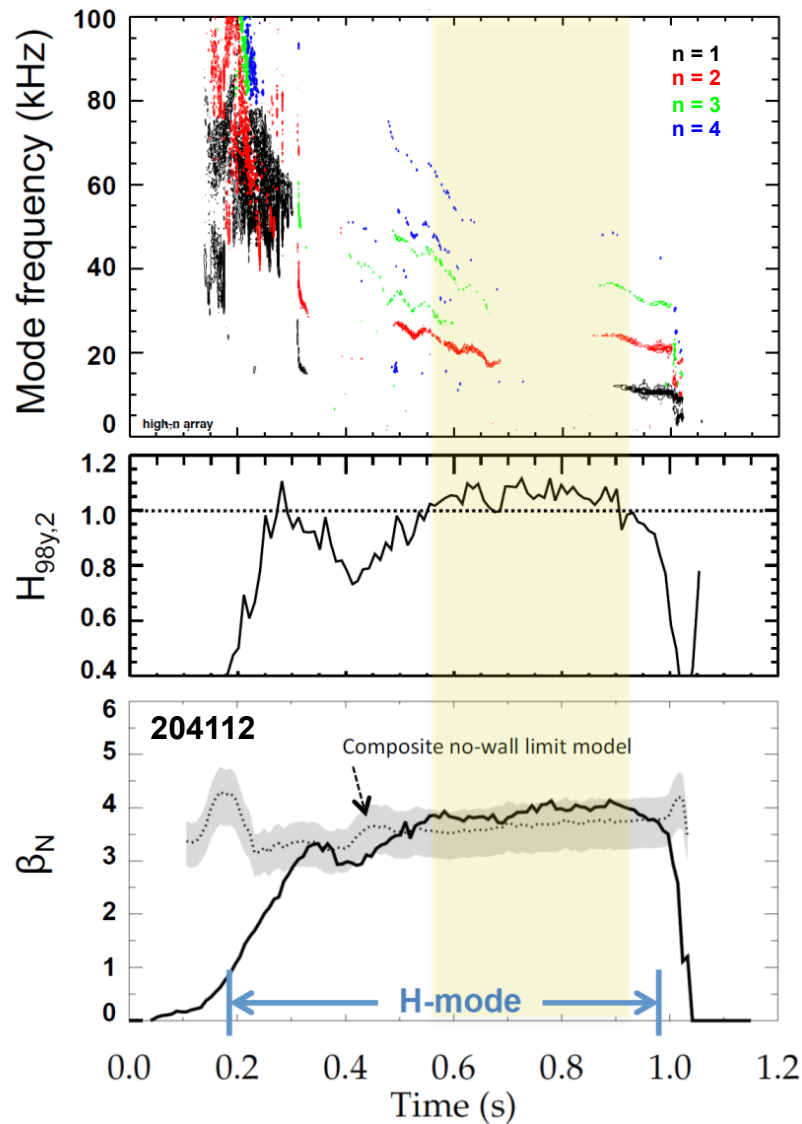 100
80
60
40
20
0
Mode frequency (kHz)
n = 1
n = 2
n = 3
n = 4
high-n array
1.2
1.0
0.8
0.6
0.4
H98y,2
6
5
4
3
2
1
0
βN
204112
Composite no-wall limit model
H-mode
0.0 0.2 0.4 0.6 0.8 1.0 1.2
Time (s)